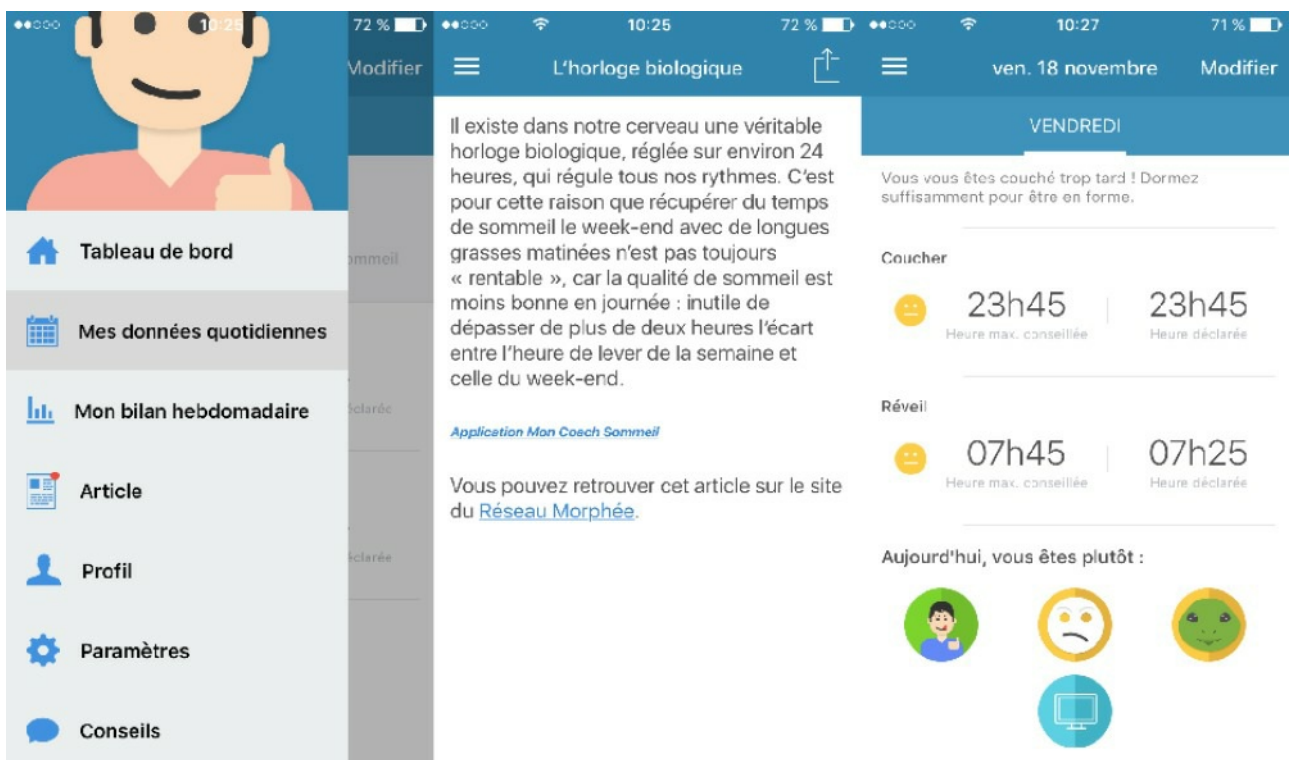 10:25
72 %
Modifier
Tableau de bord
ommeil
Mes données quotidiennes
Mon bilan hebdomadaire
éclarée
Article
Profil
éclarée
Paramètres
Conseils
10:25
72 %
L'horloge biologique
Il existe dans notre cerveau une véritable
horloge biologique, réglée sur environ 24
heures, qui régule tous nos rythmes. C'est
pour cette raison que récupérer du temps
de sommeil le week-end avec de longues
grasses matinées n'est pas toujours
« rentable », car la qualité de sommeil est
moins bonne en journée : inutile de
dépasser de plus de deux heures l'écart
entre l'heure de lever de la semaine et
celle du week-end.
Application Mon Coach Sommeil
Vous pouvez retrouver cet article sur le site
du Réseau Morphée.
10:27
71 %
ven. 18 novembre
Modifier
VENDREDI
Vous vous êtes couché trop tard ! Dormez
suffisamment pour être en forme.
Coucher
23h45 23h45
Heure max. conseillée Heure déclarée
Réveil
07h45 07h25
Heure max. conseillée Heure déclarée
Aujourd'hui, vous êtes plutôt :